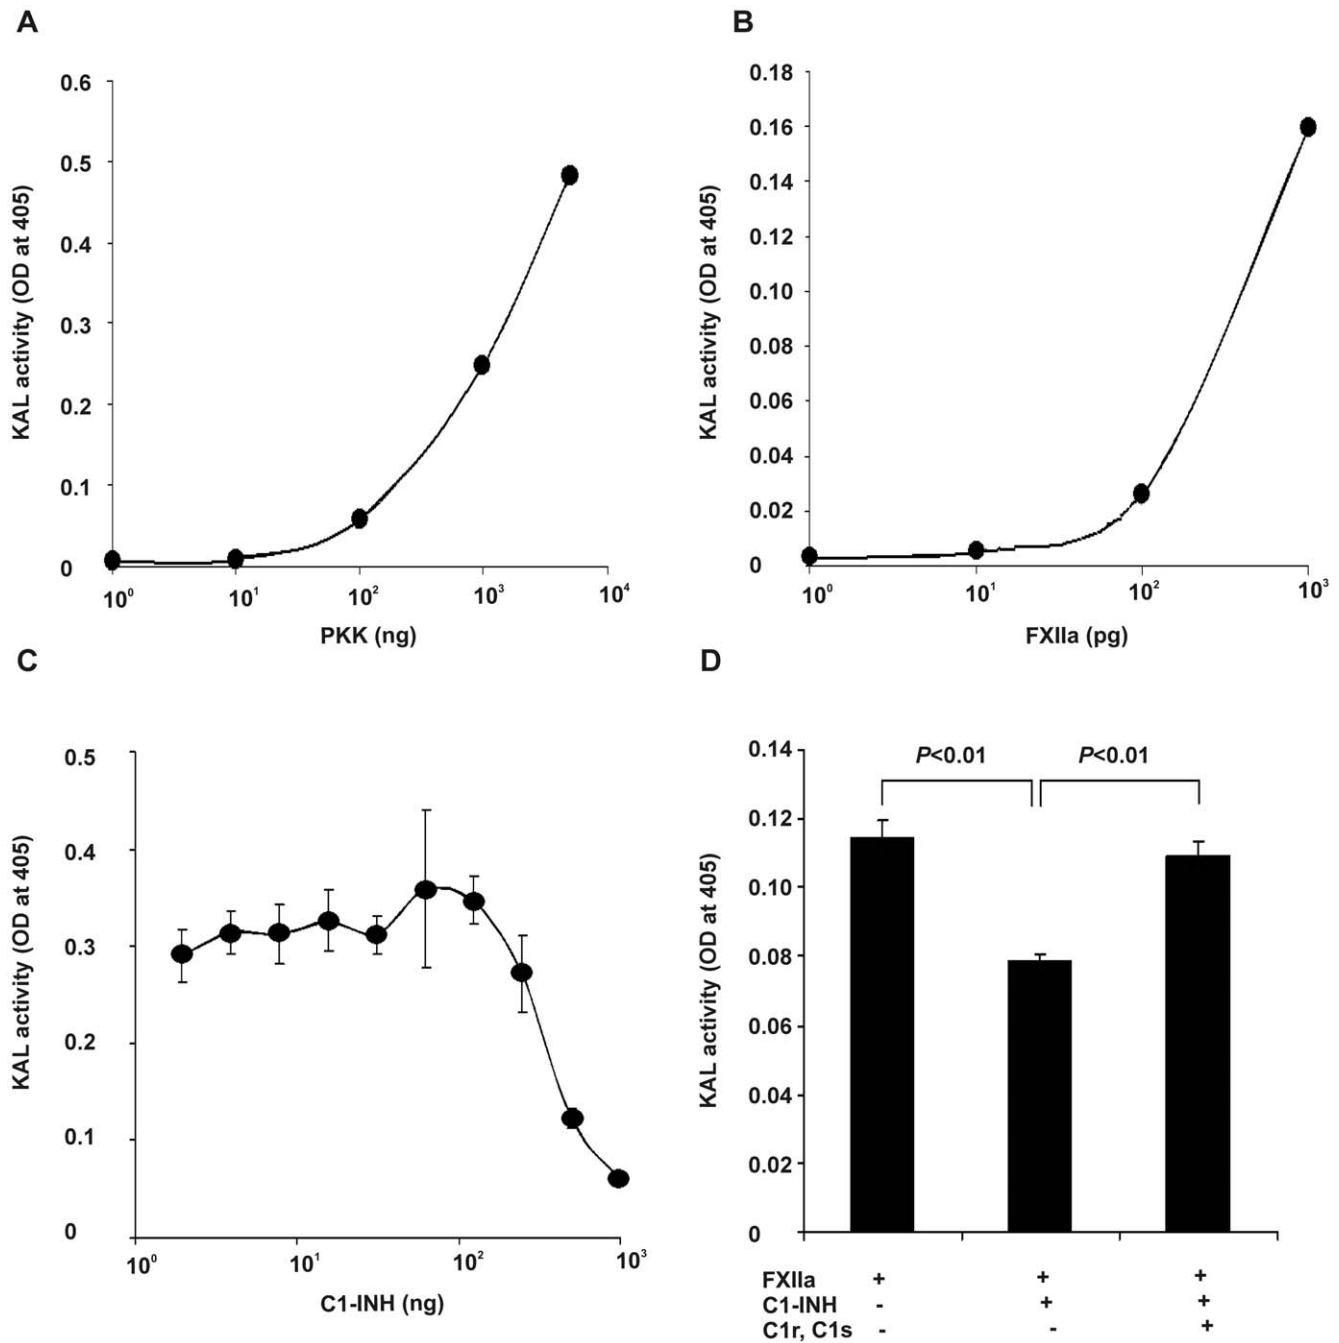 A
KAL activity (OD at 405)
0.6
0.5
0.4
0.3
0.2
0.1
0
10⁰ 10¹ 10² 10³ 10⁴
PKK (ng)
B
KAL activity (OD at 405)
0.18
0.16
0.14
0.12
0.10
0.08
0.06
0.04
0.02
0
10⁰ 10¹ 10² 10³
FXIIa (pg)
C
KAL activity (OD at 405)
0.5
0.4
0.3
0.2
0.1
0
10⁰ 10¹ 10² 10³
C1-INH (ng)
D
KAL activity (OD at 405)
0.14
0.12
0.10
0.08
0.06
0.04
0.02
0
P<0.01 P<0.01
FXIIa + + +
C1-INH - + +
C1r, C1s - - +